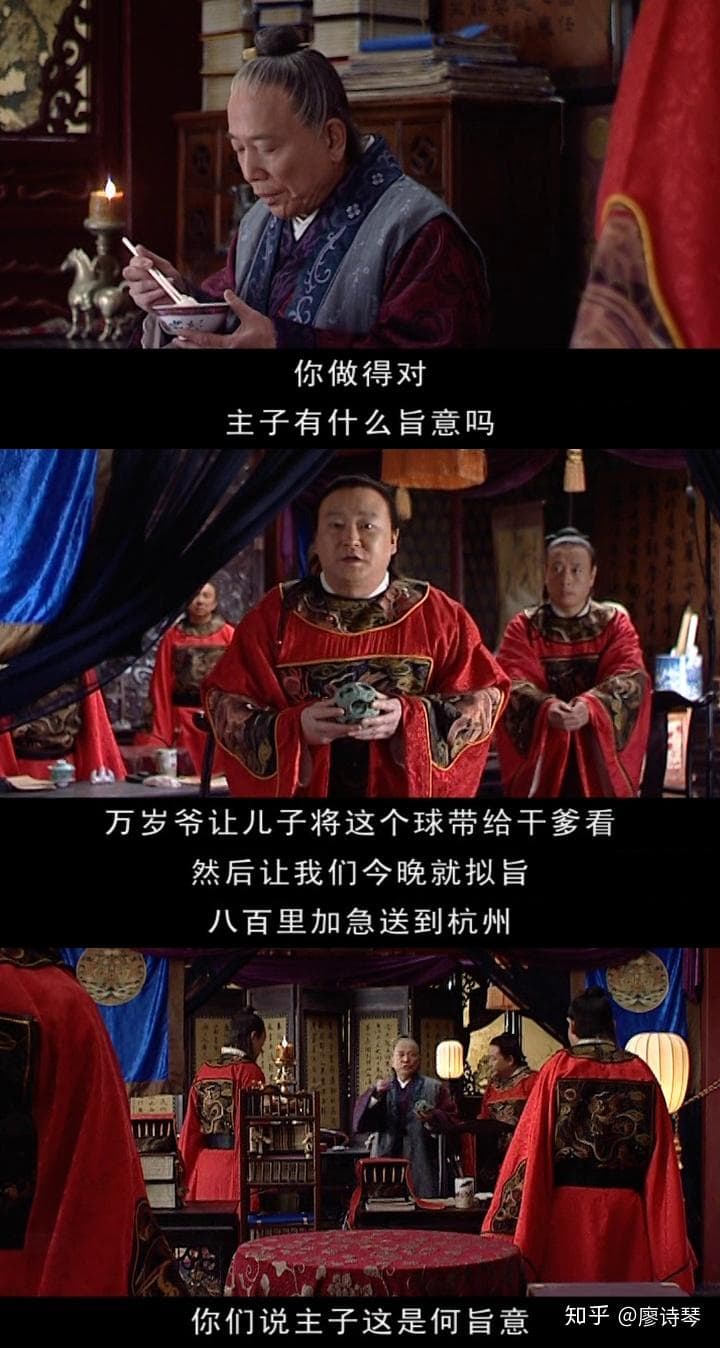 你做得对
主子有什么旨意吗
万岁爷让儿子将这个球带给干爹看
然后让我们今晚就拟旨
八百里加急送到杭州
你们说主子这是何旨意
知乎 @廖诗琴